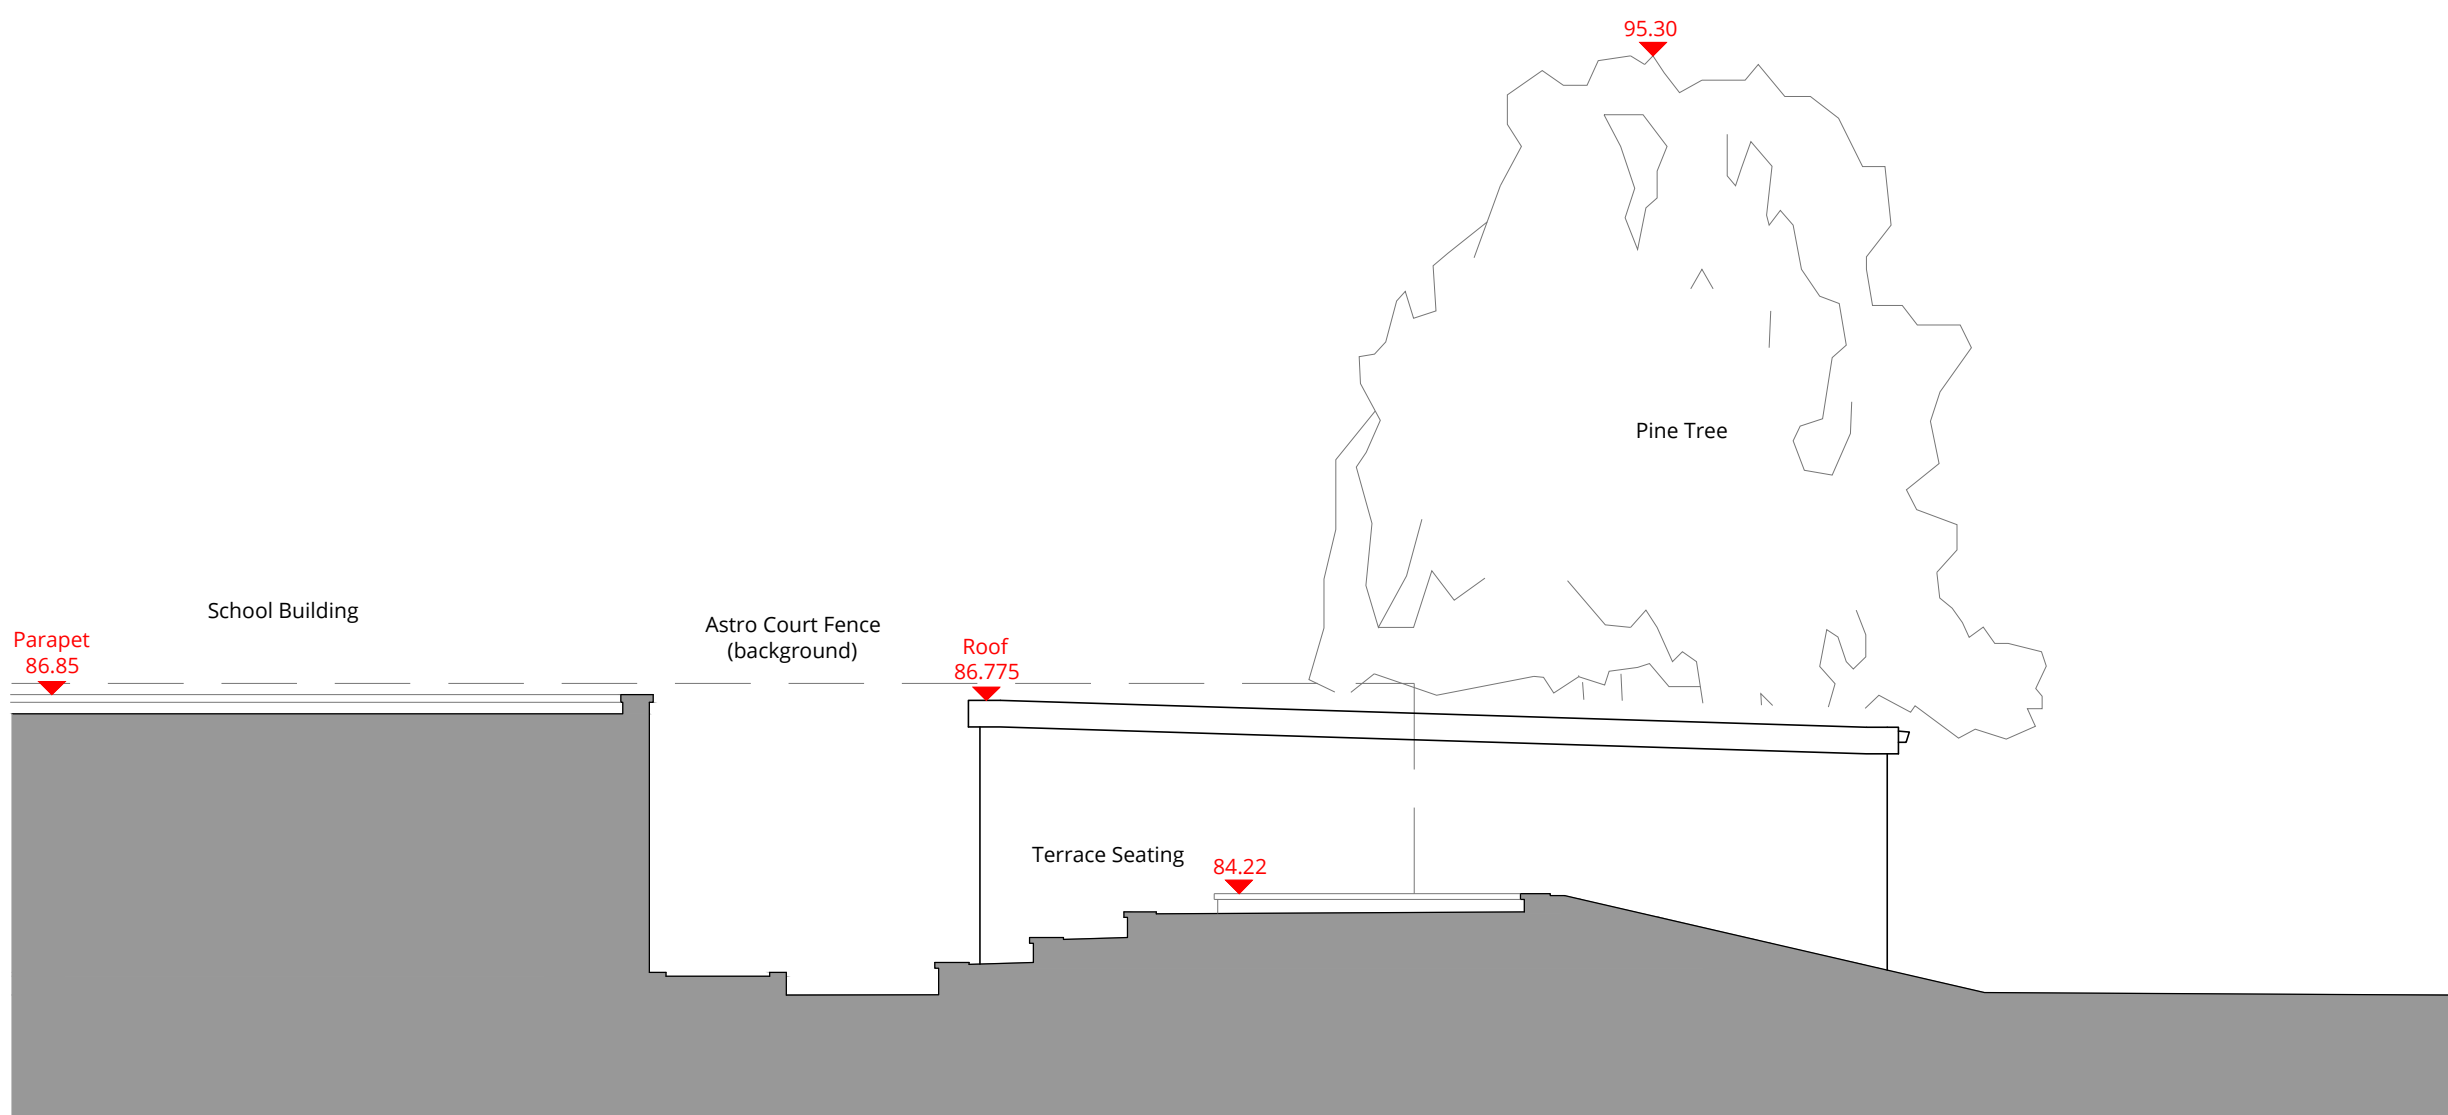 95.30
Pine Tree
School Building
Parapet
86.85
Astro Court Fence
(background)
Roof
86.775
Terrace Seating
84.22